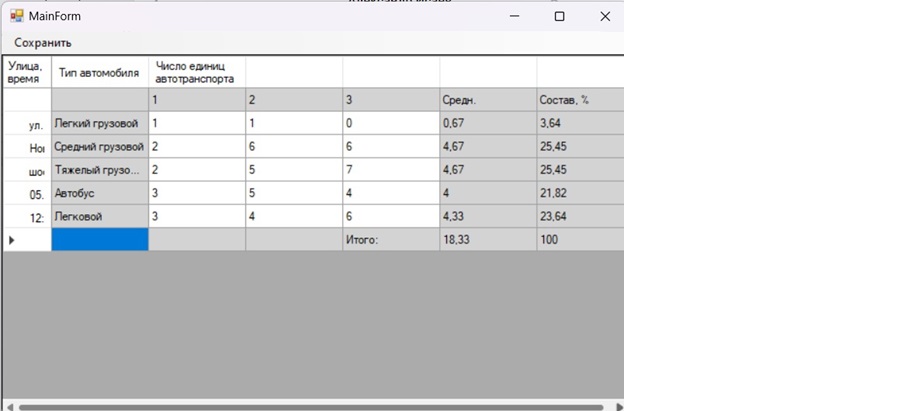 MainForm
Сохранить
Улица, время Тип автомобиля Число единиц автотранспорта
1 2 3 Средн. Состав, %
ул. Легкий грузовой 1 1 0 0,67 3,64
Средний грузовой 2 6 6 4,67 25,45
Тяжелый грузо... 2 5 7 4,67 25,45
05. Автобус 3 5 4 4 21,82
12: Легковой 3 4 6 4,33 23,64
Итого: 18,33 100